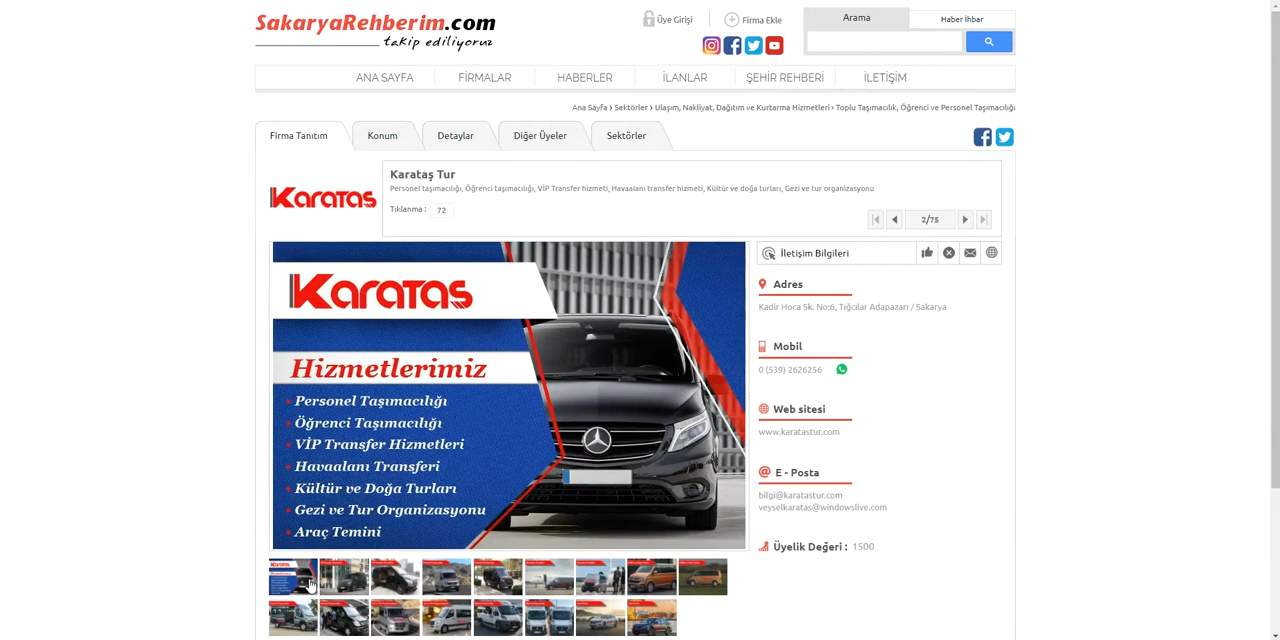 SakaryaRehberim.com
takip ediliyoruz
Üye Girişi
Firma Ekle
Arama
Haber İhbar
ANA SAYFA
FİRMALAR
HABERLER
İLANLAR
ŞEHİR REHBERİ
İLETİŞİM
Ana Sayfa › Sektörler › Ulaşım, Nakliyat, Dağıtım ve Kurtarma Hizmetleri › Toplu Taşımacılık, Öğrenci ve Personel Taşımacılığı
Firma Tanıtım
Konum
Detaylar
Diğer Üyeler
Sektörler
Karataş
Karataş Tur
Personel taşımacılığı, Öğrenci taşımacılığı, VİP Transfer hizmeti, Havaalanı transfer hizmeti, Kültür ve doğa turları, Gezi ve tur organizasyonu
Tıklanma : 72
2/75
Karataş
Hizmetlerimiz
Personel Taşımacılığı
Öğrenci Taşımacılığı
VİP Transfer Hizmetleri
Havaalanı Transferi
Kültür ve Doğa Turları
Gezi ve Tur Organizasyonu
Araç Temini
İletişim Bilgileri
Adres
Kadir Hoca Sk. No:6, Tığcılar Adapazarı / Sakarya
Mobil
0 (539) 2626256
Web sitesi
www.karatastur.com
E - Posta
bilgi@karatastur.com
veyselkaratas@windowslive.com
Üyelik Değeri : 1500
Karataş